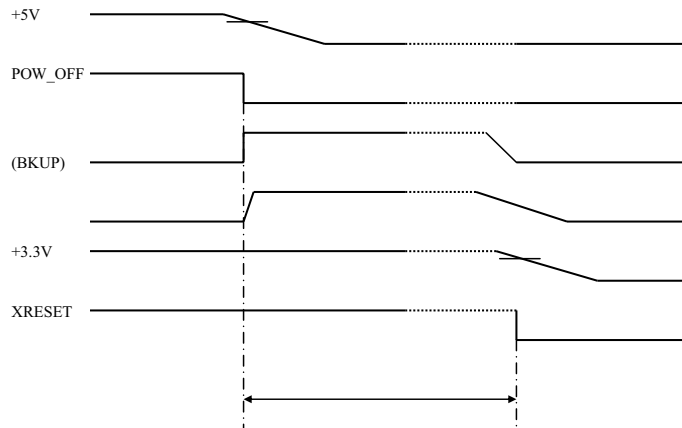 +5V
POW_OFF
(BKUP)
+3.3V
XRESET